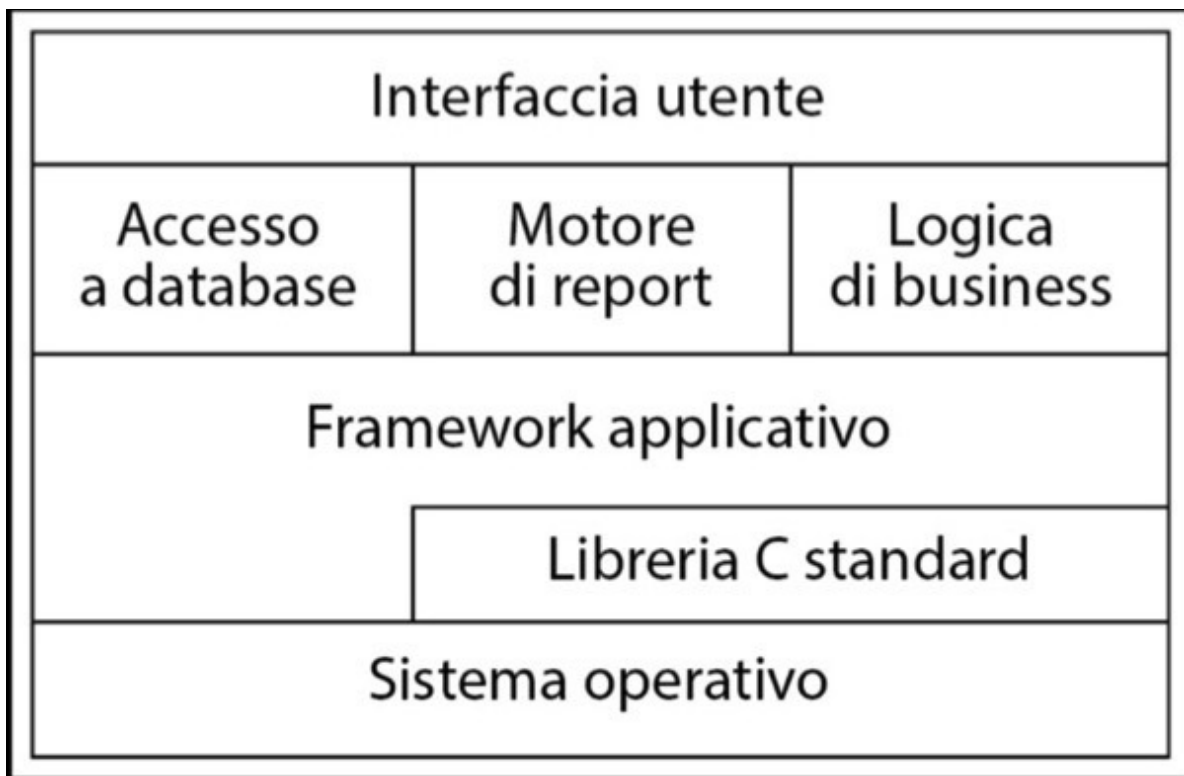 Interfaccia utente
Accesso
a database
Motore
di report
Logica
di business
Framework applicativo
Libreria C standard
Sistema operativo